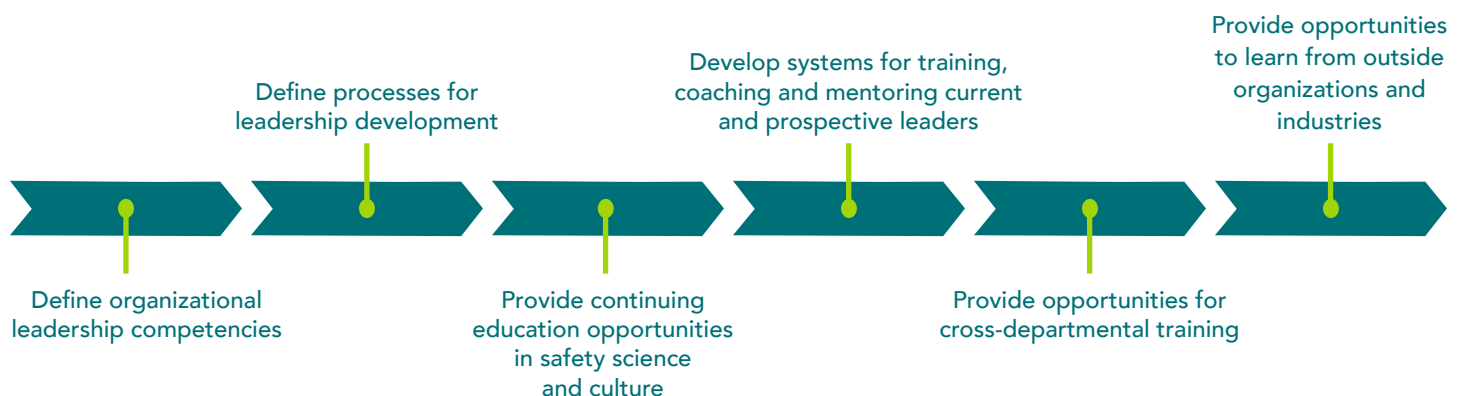 Define organizational
leadership competencies
Define processes for
leadership development
Provide continuing
education opportunities
in safety science
and culture
Develop systems for training,
coaching and mentoring current
and prospective leaders
Provide opportunities for
cross-departmental training
Provide opportunities
to learn from outside
organizations and
industries